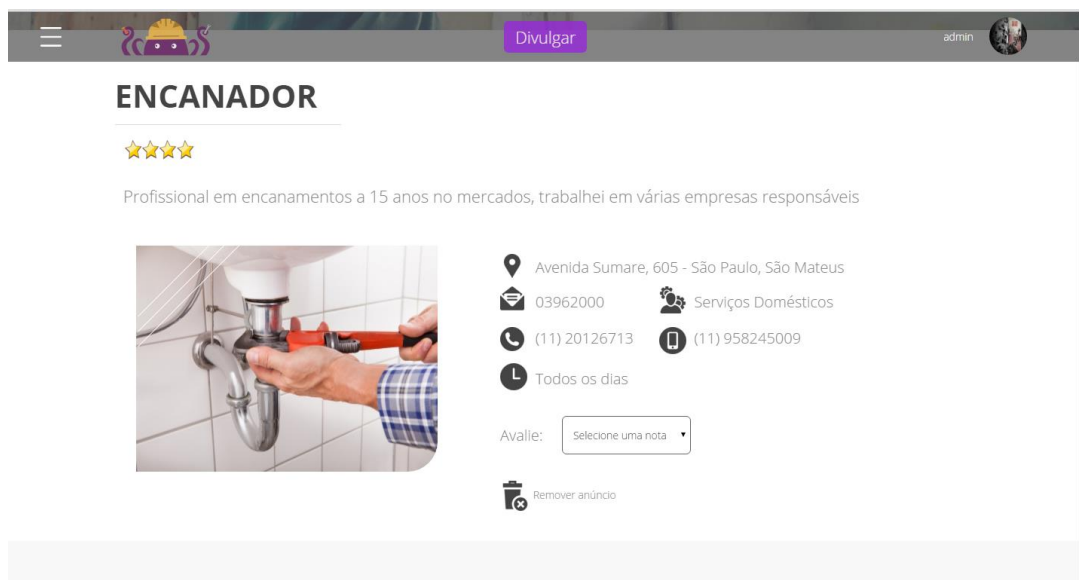 Divulgar
admin
ENCANADOR
Profissional em encanamentos a 15 anos no mercados, trabalhei em várias empresas responsáveis
Avenida Sumare, 605 - São Paulo, São Mateus
03962000 Serviços Domésticos
(11) 20126713 (11) 958245009
Todos os dias
Avalie: Selecione uma nota
Remover anúncio